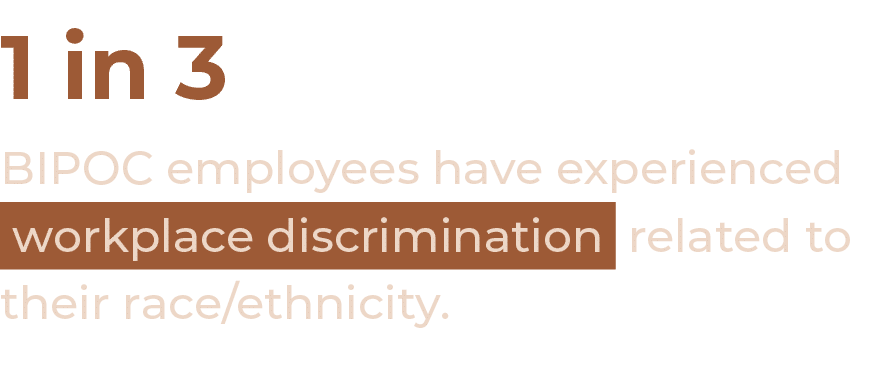 1 in 3
BIPOC employees have experienced
workplace discrimination related to
their race/ethnicity.